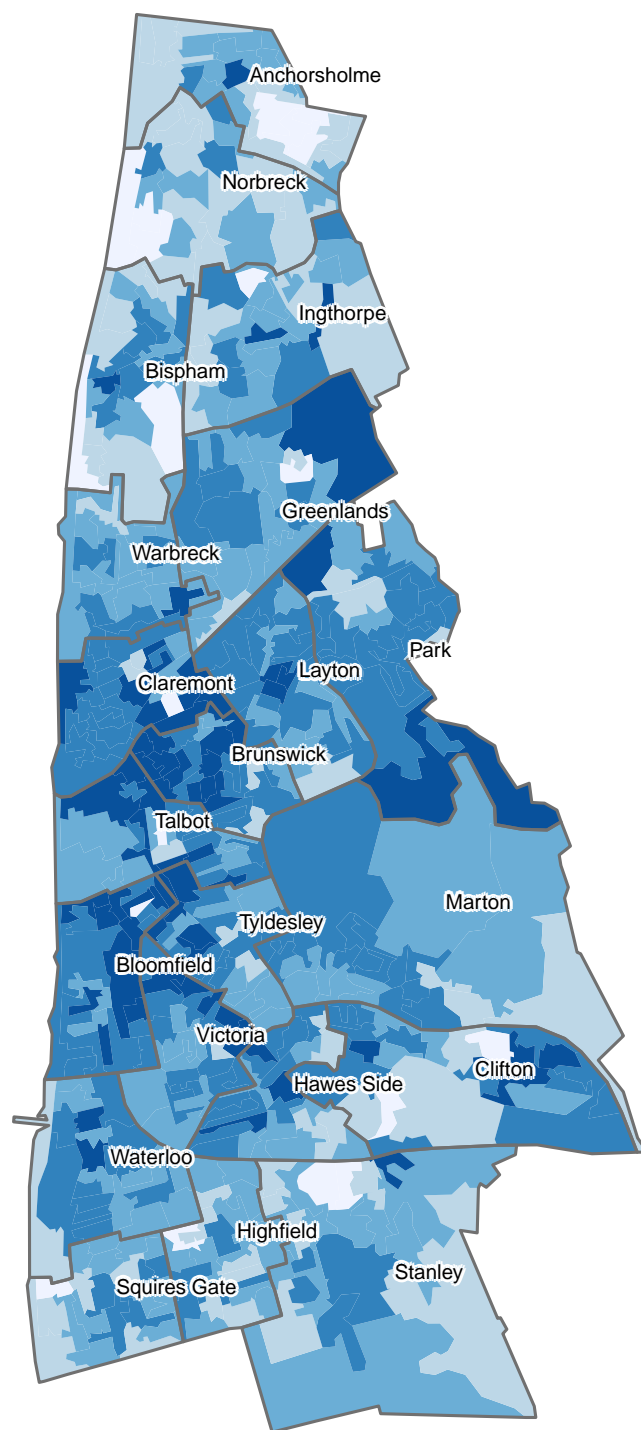 Anchorsholme
Norbreck
Ingthorpe
Bispham
Greenlands
Warbreck
Park
Layton
Claremont
Brunswick
Talbot
Marton
Tyldesley
Bloomfield
Victoria
Clifton
Hawes Side
Waterloo
Highfield
Stanley
Squires Gate